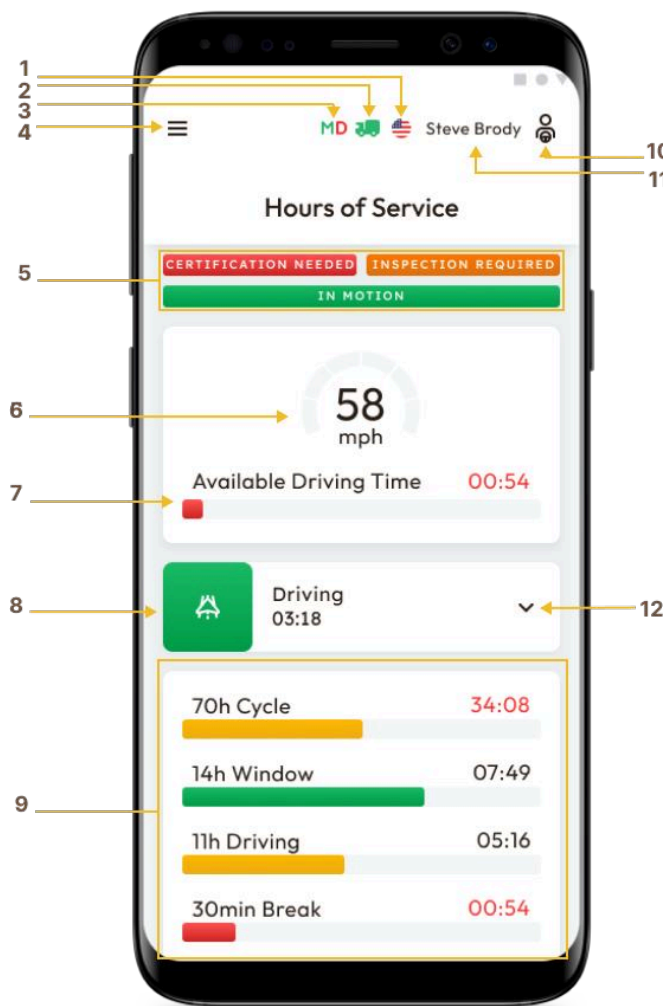 1
2
3
4
MD
Steve Brody
10
11
Hours of Service
5
CERTIFICATION NEEDED
INSPECTION REQUIRED
IN MOTION
6
58
mph
7
Available Driving Time 00:54
8
Driving
03:18
12
70h Cycle 34:08
14h Window 07:49
9
11h Driving 05:16
30min Break 00:54